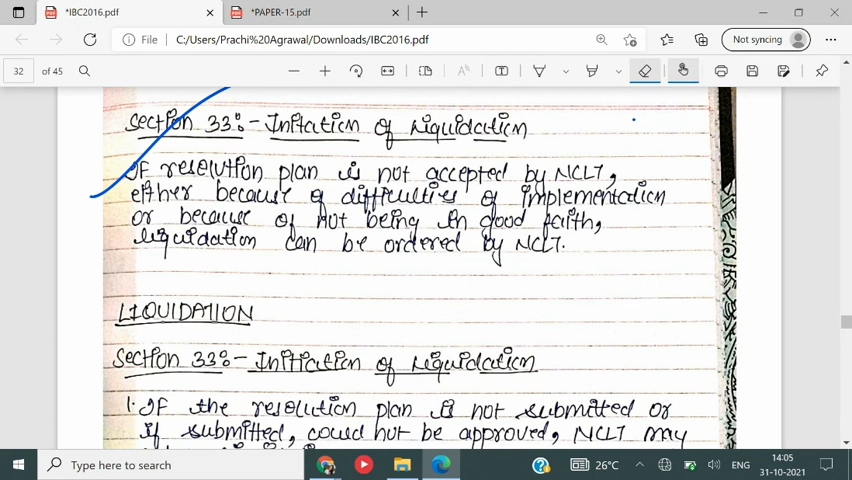 *IBC2016.pdf
*PAPER-15.pdf
File C:/Users/Prachi%20Agrawal/Downloads/IBC2016.pdf Not syncing
32 of 45
Section 33:- Initation of Liquidation
If resolution plan is not accepted by NCLT,
either because of difficulties of implementation
or because of not being in good faith,
liquidation can be ordered by NCLT.
LIQUIDATION
Section 33:- Initiation of Liquidation
1. If the resolution plan is not submitted or
if submitted, could not be approved, NCLT may
Type here to search
26°C
ENG
14:05
31-10-2021